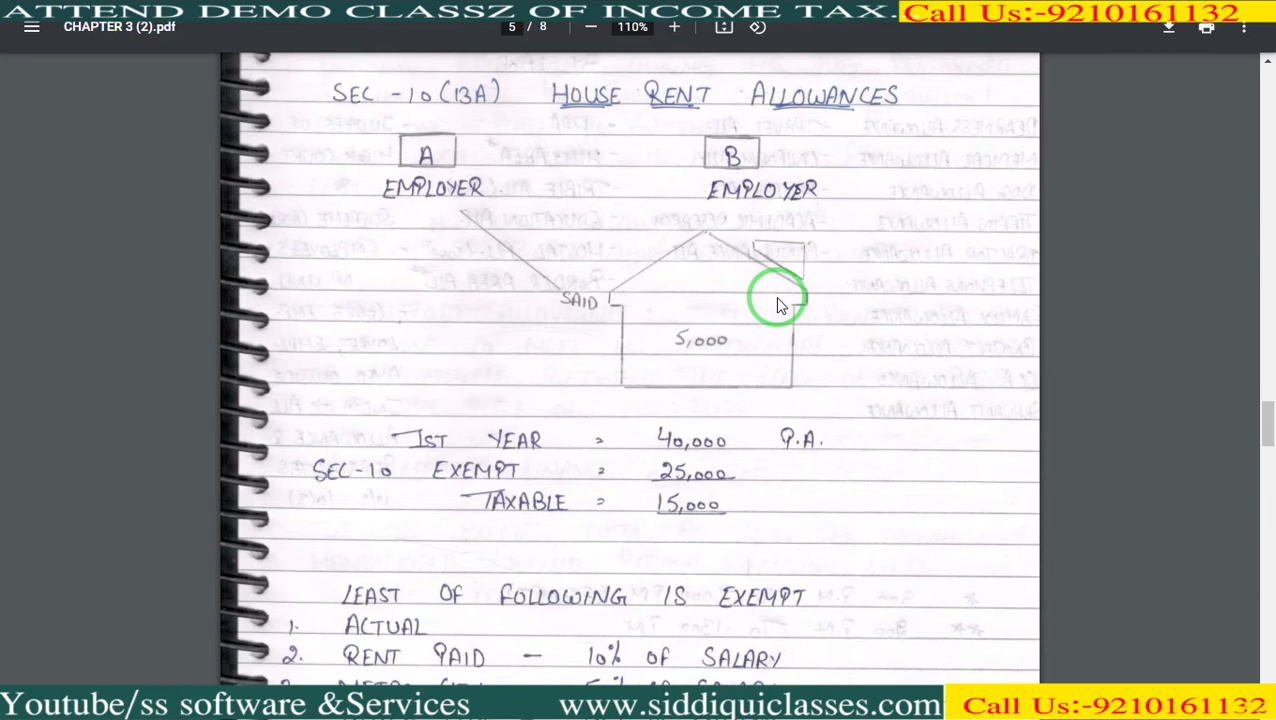 ATTEND DEMO CLASSZ OF INCOME TAX.
Call Us:-9210161132
CHAPTER 3 (2).pdf
5 / 8
110%
SEC -10(13A) HOUSE RENT ALLOWANCES
A B
EMPLOYER EMPLOYER
SAID
5,000
1ST YEAR = 40,000 P.A.
SEC-10 EXEMPT = 25,000
TAXABLE = 15,000
LEAST OF FOLLOWING IS EXEMPT
1. ACTUAL
2. RENT PAID - 10% OF SALARY
Youtube/ss software &Services
www.siddiquiclasses.com
Call Us:-9210161132